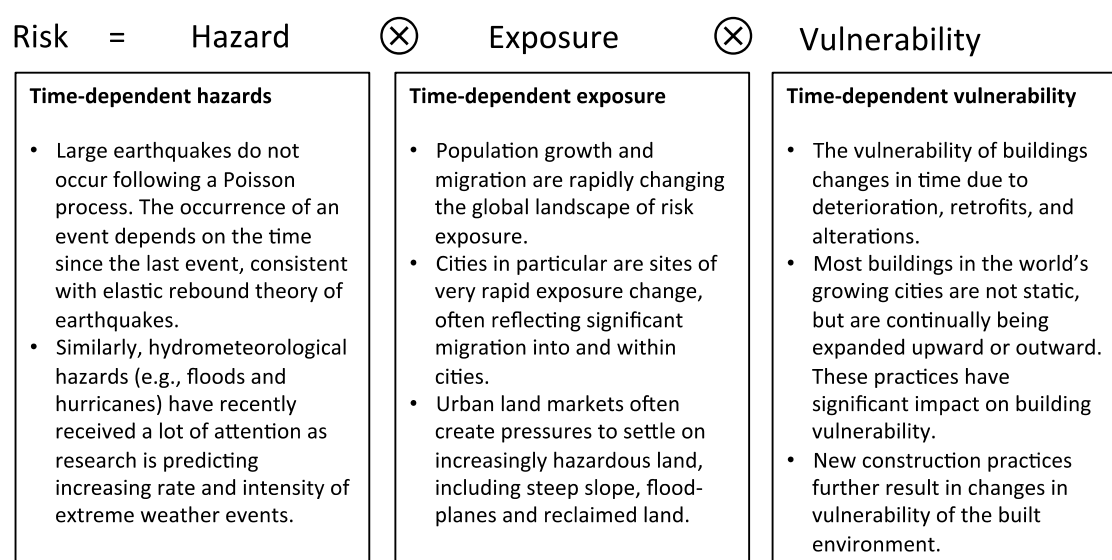 Risk = Hazard ⊗ Exposure ⊗ Vulnerability
Time-dependent hazards
• Large earthquakes do not
occur following a Poisson
process. The occurrence of an
event depends on the time
since the last event, consistent
with elastic rebound theory of
earthquakes.
• Similarly, hydrometeorological
hazards (e.g., floods and
hurricanes) have recently
received a lot of attention as
research is predicting
increasing rate and intensity of
extreme weather events.
Time-dependent exposure
• Population growth and
migration are rapidly changing
the global landscape of risk
exposure.
• Cities in particular are sites of
very rapid exposure change,
often reflecting significant
migration into and within
cities.
• Urban land markets often
create pressures to settle on
increasingly hazardous land,
including steep slope, flood-
planes and reclaimed land.
Time-dependent vulnerability
• The vulnerability of buildings
changes in time due to
deterioration, retrofits, and
alterations.
• Most buildings in the world's
growing cities are not static,
but are continually being
expanded upward or outward.
These practices have
significant impact on building
vulnerability.
• New construction practices
further result in changes in
vulnerability of the built
environment.